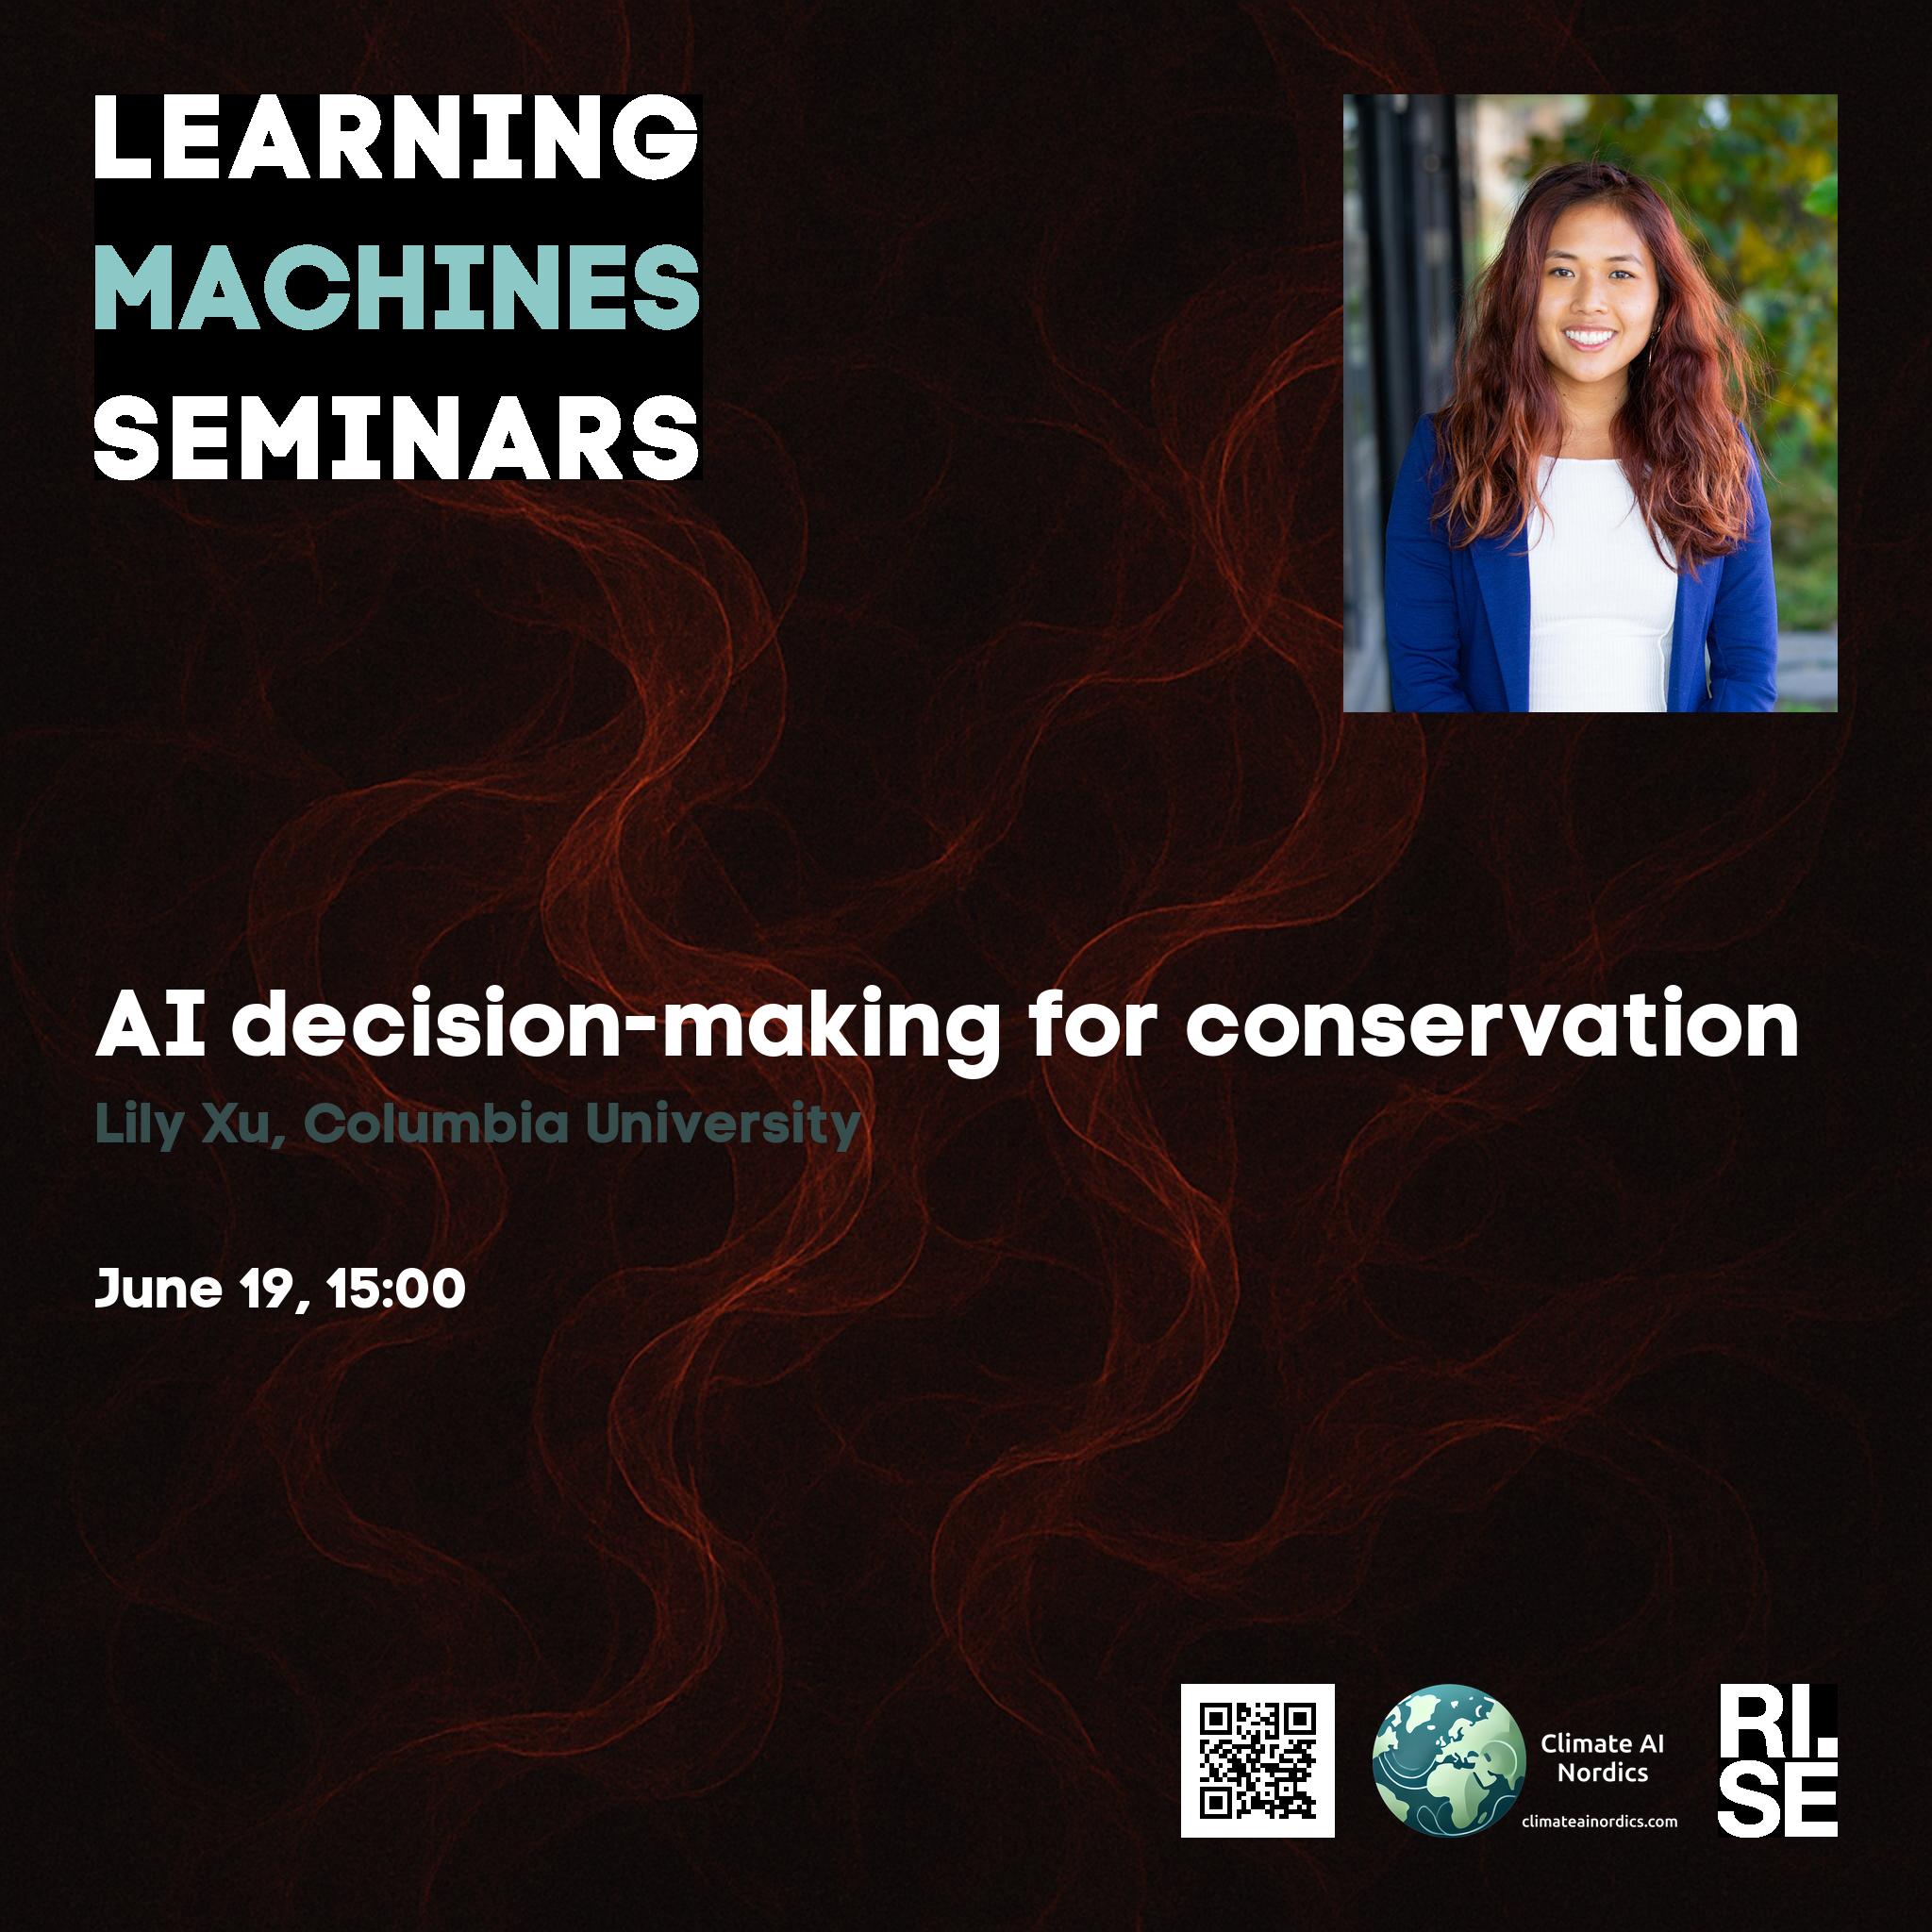 LEARNING
MACHINES
SEMINARS
AI decision-making for conservation
Lily Xu, Columbia University
June 19, 15:00
Climate AI
Nordics
climateainordics.com
RI.
SE